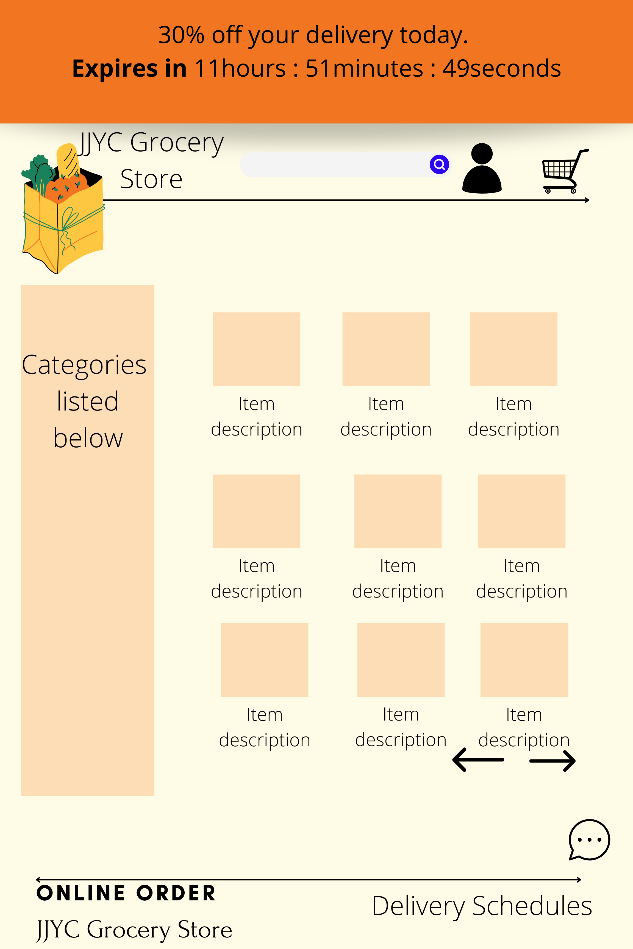 30% off your delivery today.
Expires in 11hours : 51minutes : 49seconds
JJYC Grocery
Store
Categories
listed
below
Item
description
Item
description
Item
description
Item
description
Item
description
Item
description
Item
description
Item
description
Item
description
ONLINE ORDER
JJYC Grocery Store
Delivery Schedules